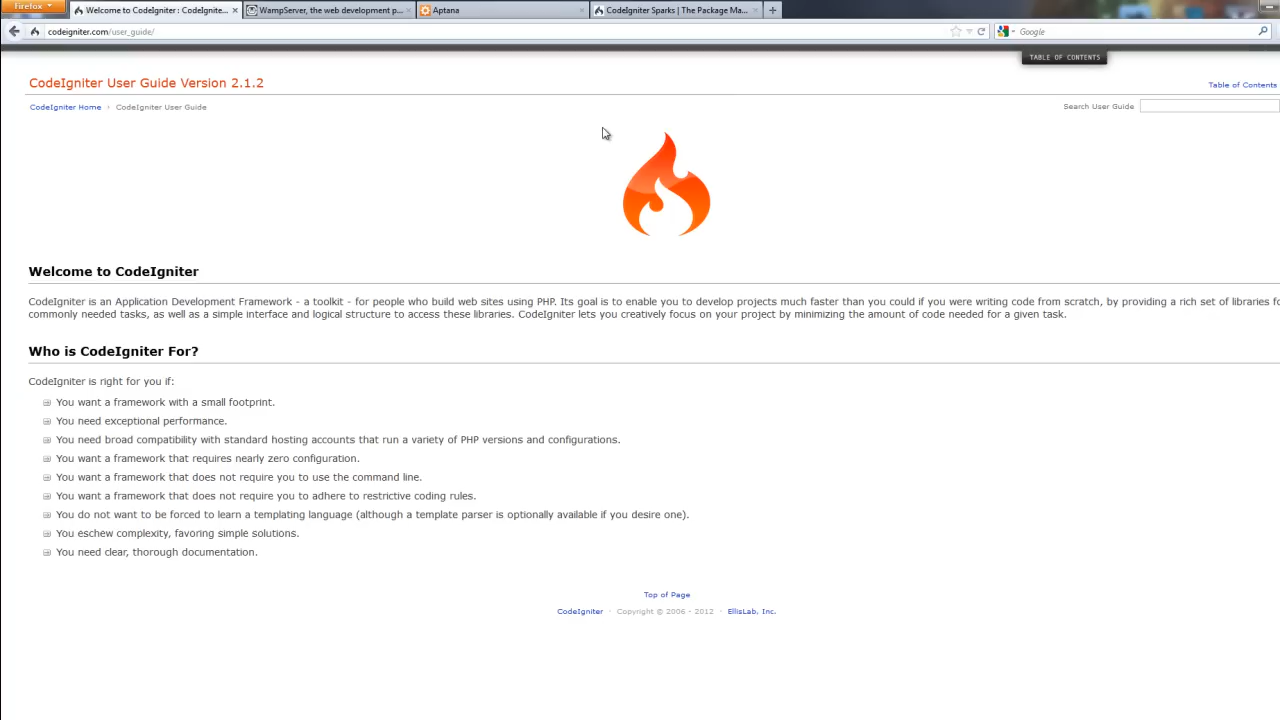 Firefox
Welcome to CodeIgniter : CodeIgnite...
WampServer, the web development p...
Aptana
CodeIgniter Sparks | The Package Ma...
codeigniter.com/user_guide/
Google
TABLE OF CONTENTS
CodeIgniter User Guide Version 2.1.2
Table of Contents
CodeIgniter Home › CodeIgniter User Guide
Search User Guide
Welcome to CodeIgniter
CodeIgniter is an Application Development Framework - a toolkit - for people who build web sites using PHP. Its goal is to enable you to develop projects much faster than you could if you were writing code from scratch, by providing a rich set of libraries
commonly needed tasks, as well as a simple interface and logical structure to access these libraries. CodeIgniter lets you creatively focus on your project by minimizing the amount of code needed for a given task.
Who is CodeIgniter For?
CodeIgniter is right for you if:
You want a framework with a small footprint.
You need exceptional performance.
You need broad compatibility with standard hosting accounts that run a variety of PHP versions and configurations.
You want a framework that requires nearly zero configuration.
You want a framework that does not require you to use the command line.
You want a framework that does not require you to adhere to restrictive coding rules.
You do not want to be forced to learn a templating language (although a template parser is optionally available if you desire one).
You eschew complexity, favoring simple solutions.
You need clear, thorough documentation.
Top of Page
CodeIgniter · Copyright © 2006 - 2012 · EllisLab, Inc.